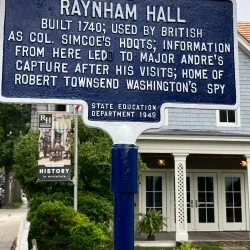 RAYNHAM HALL
BUILT 1740; USED BY BRITISH
AS COL. SIMCOE'S HDQTS; INFORMATION
FROM HERE LED TO MAJOR ANDRE'S
CAPTURE AFTER HIS VISITS; HOME OF
ROBERT TOWNSEND WASHINGTON'S SPY
STATE EDUCATION
DEPARTMENT 1949
RH
HISTORY